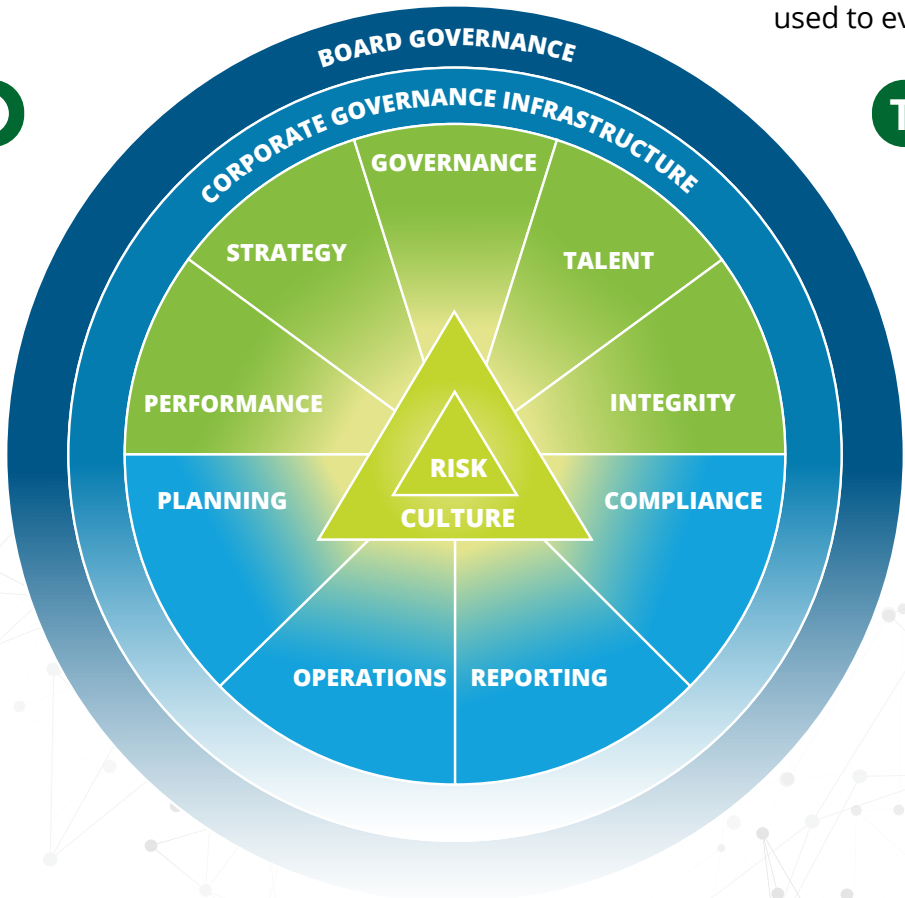 used to ev
BOARD GOVERNANCE
CORPORATE GOVERNANCE INFRASTRUCTURE
GOVERNANCE
STRATEGY
TALENT
PERFORMANCE
INTEGRITY
RISK
CULTURE
PLANNING
COMPLIANCE
OPERATIONS
REPORTING